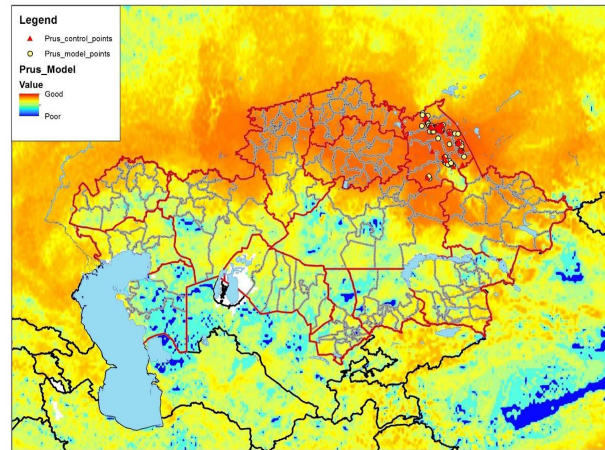 Legend
Prus_control_points
Prus_model_points
Prus_Model
Value
Good
Poor